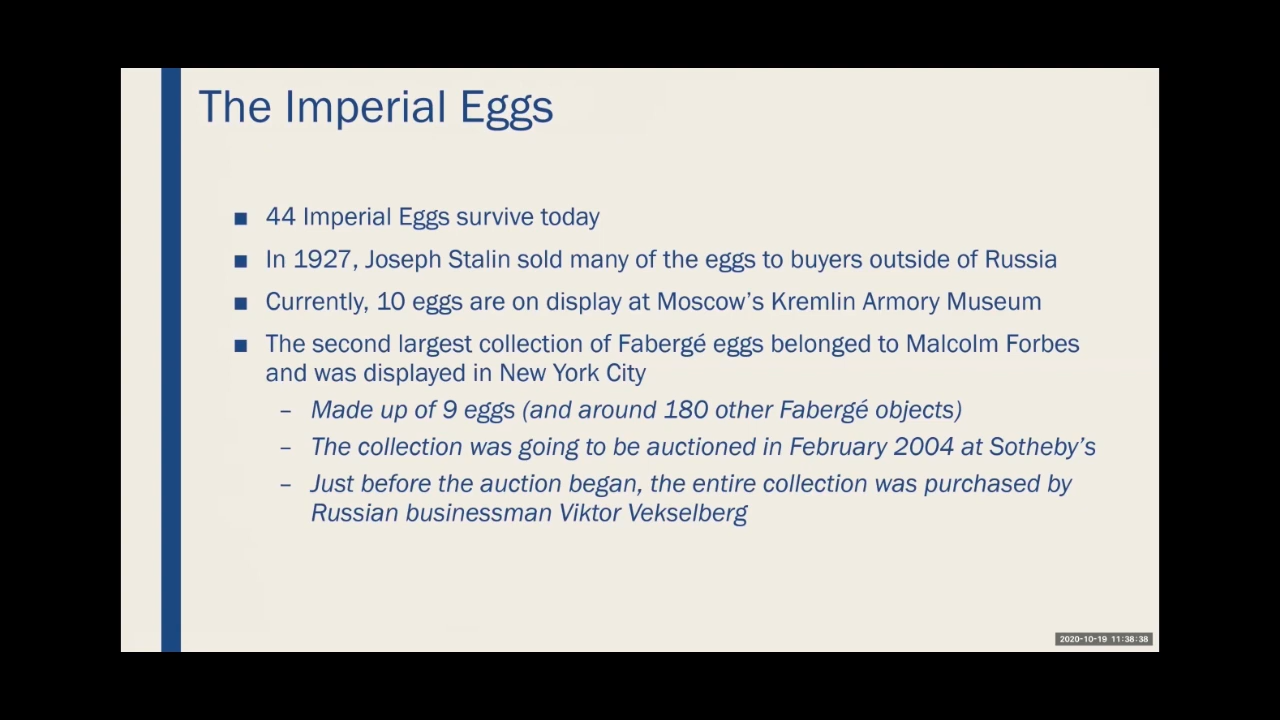 The Imperial Eggs
■ 44 Imperial Eggs survive today
■ In 1927, Joseph Stalin sold many of the eggs to buyers outside of Russia
■ Currently, 10 eggs are on display at Moscow's Kremlin Armory Museum
■ The second largest collection of Fabergé eggs belonged to Malcolm Forbes
and was displayed in New York City
– Made up of 9 eggs (and around 180 other Fabergé objects)
– The collection was going to be auctioned in February 2004 at Sotheby's
– Just before the auction began, the entire collection was purchased by
Russian businessman Viktor Vekselberg
2020-10-19 11:38:38